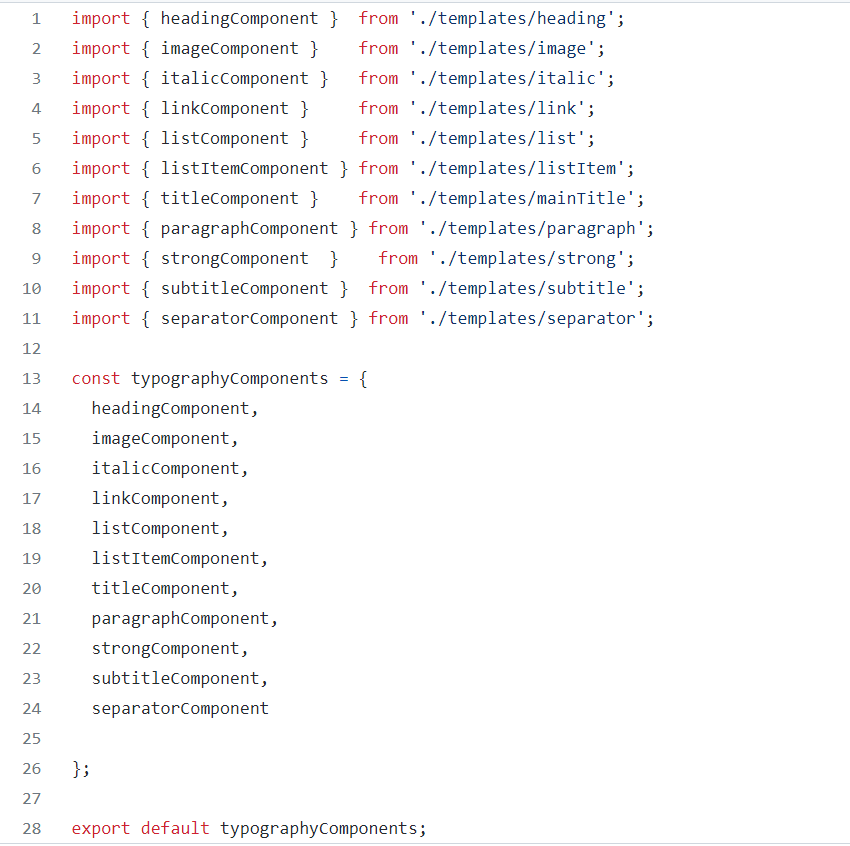 1 import { headingComponent }  from './templates/heading';
2 import { imageComponent }    from './templates/image';
3 import { italicComponent }   from './templates/italic';
4 import { linkComponent }     from './templates/link';
5 import { listComponent }     from './templates/list';
6 import { listItemComponent } from './templates/listItem';
7 import { titleComponent }    from './templates/mainTitle';
8 import { paragraphComponent } from './templates/paragraph';
9 import { strongComponent  }    from './templates/strong';
10 import { subtitleComponent }  from './templates/subtitle';
11 import { separatorComponent } from './templates/separator';
12
13 const typographyComponents = {
14   headingComponent,
15   imageComponent,
16   italicComponent,
17   linkComponent,
18   listComponent,
19   listItemComponent,
20   titleComponent,
21   paragraphComponent,
22   strongComponent,
23   subtitleComponent,
24   separatorComponent
25
26 };
27
28 export default typographyComponents;